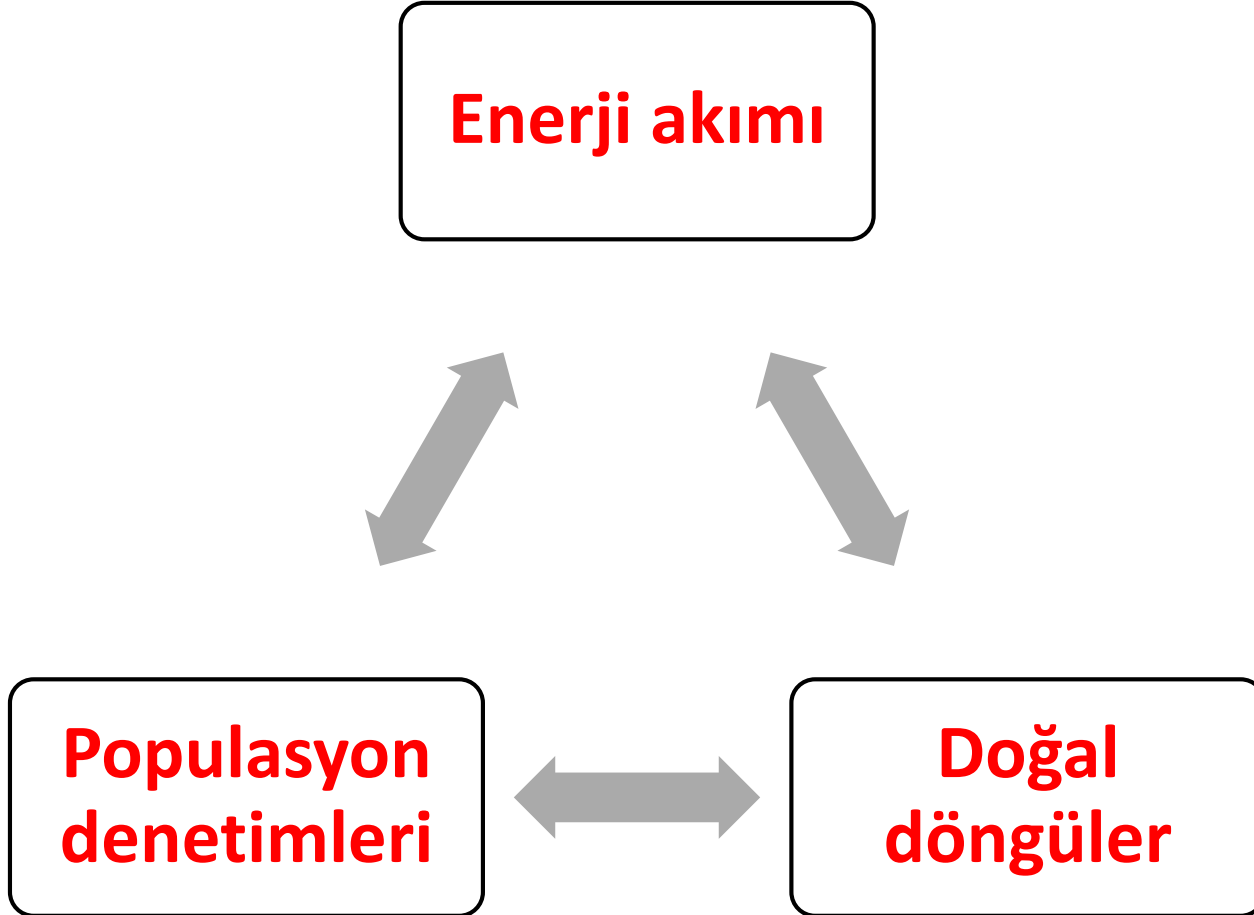 Enerji akımı
Populasyon
denetimleri
Doğal
döngüler